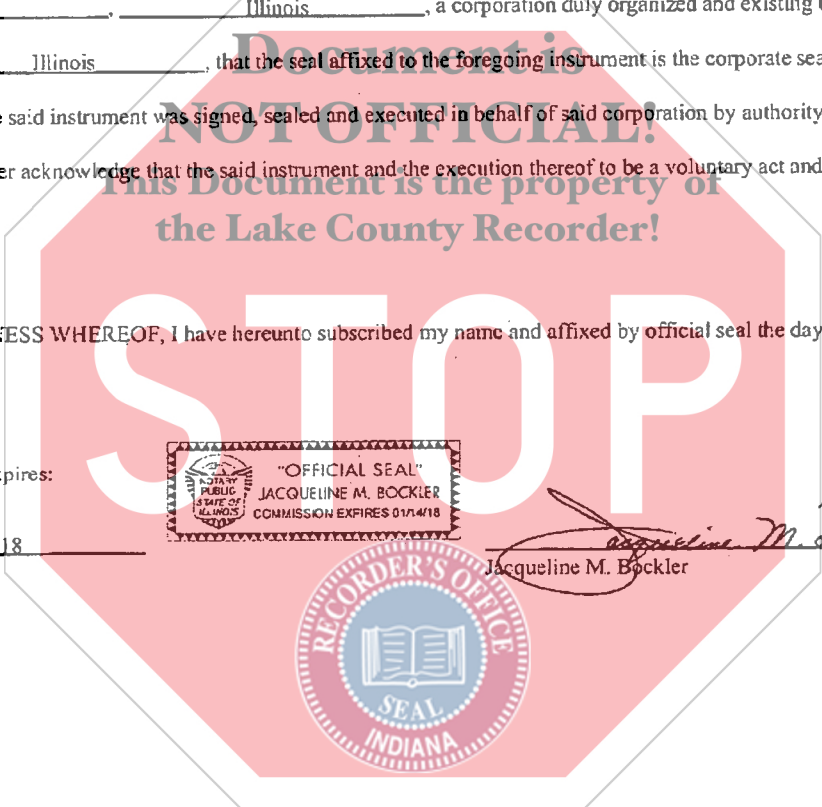 Illinois , a corporation duly organized and existing
Illinois , that the seal affixed to the foregoing instrument is the corporate
Document is
said instrument was signed, sealed and executed in behalf of said corporation by authority
NOT OFFICIAL!
acknowledge that the said instrument and the execution thereof to be a voluntary act and
This Document is the property of
the Lake County Recorder!
WHEREOF, I have hereunto subscribed my name and affixed by official seal the day
STOP
"OFFICIAL SEAL"
JACQUELINE M. BOCKLER
COMMISSION EXPIRES 01/14/18
NOTARY
PUBLIC
STATE OF
ILLINOIS
pires:
18
Jacqueline M.
Jacqueline M. Bockler
RECORDER'S OFFICE
SEAL
INDIANA